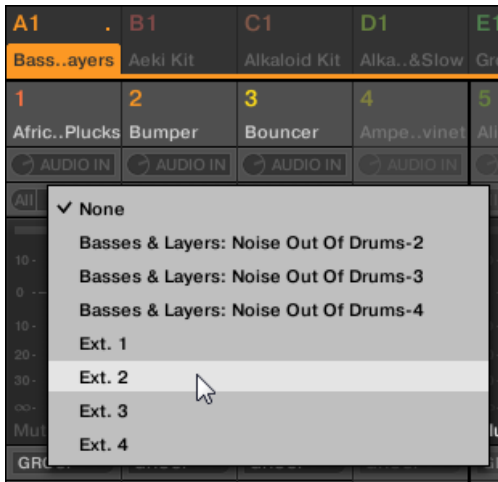 A1 B1 C1 D1 E1
Bass..ayers Aeki Kit Alkaloid Kit Alka..&Slow
1 2 3 4 5
Afric..Plucks Bumper Bouncer Ampe..vinet
AUDIO IN AUDIO IN AUDIO IN AUDIO IN
All
None
Basses & Layers: Noise Out Of Drums-2
10
Basses & Layers: Noise Out Of Drums-3
0
Basses & Layers: Noise Out Of Drums-4
10
Ext. 1
20
Ext. 2
30
Ext. 3
∞
Ext. 4